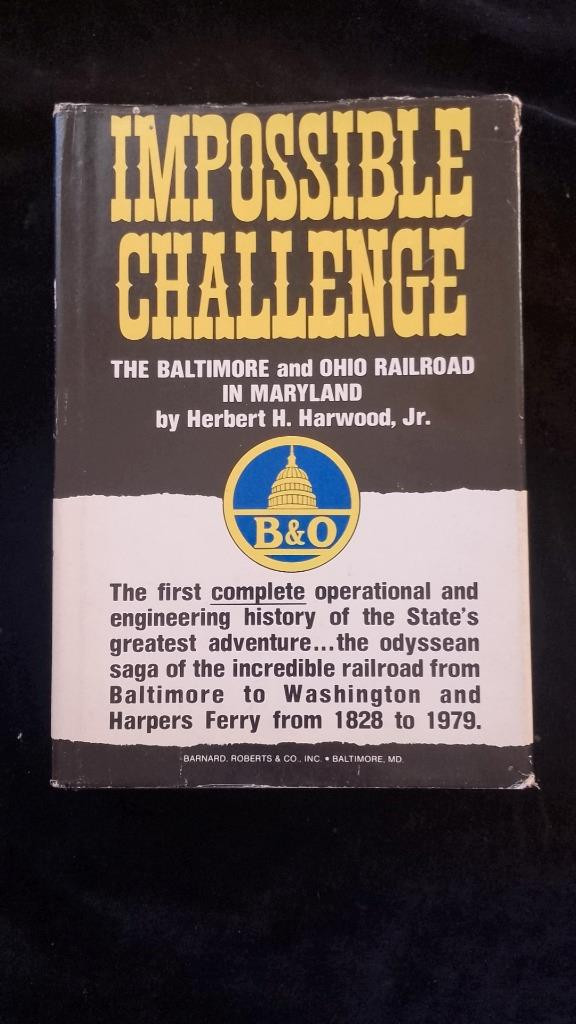 IMPOSSIBLE
CHALLENGE
THE BALTIMORE and OHIO RAILROAD
IN MARYLAND
by Herbert H. Harwood, Jr.
B&O
The first complete operational and
engineering history of the State's
greatest adventure...the odyssean
saga of the incredible railroad from
Baltimore to Washington and
Harpers Ferry from 1828 to 1979.
BARNARD, ROBERTS & CO., INC. • BALTIMORE, MD.